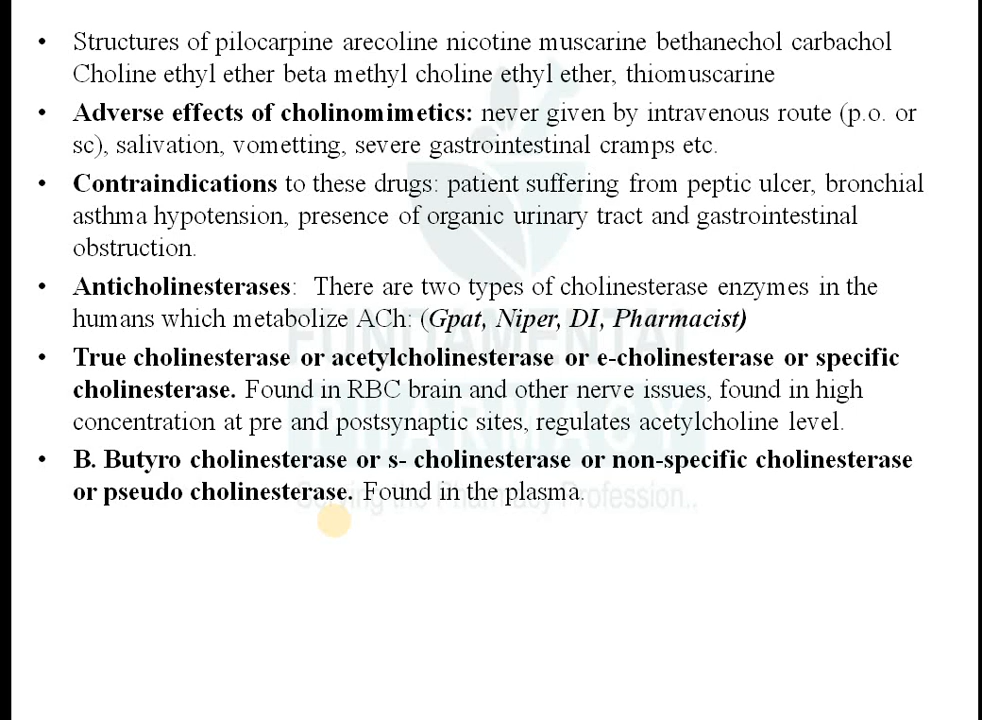 • Structures of pilocarpine arecoline nicotine muscarine bethanechol carbachol
Choline ethyl ether beta methyl choline ethyl ether, thiomuscarine
• Adverse effects of cholinomimetics: never given by intravenous route (p.o. or
sc), salivation, vometting, severe gastrointestinal cramps etc.
• Contraindications to these drugs: patient suffering from peptic ulcer, bronchial
asthma hypotension, presence of organic urinary tract and gastrointestinal
obstruction.
• Anticholinesterases: There are two types of cholinesterase enzymes in the
humans which metabolize ACh: (Gpat, Niper, DI, Pharmacist)
FUNDAMENTAL
• True cholinesterase or acetylcholinesterase or e-cholinesterase or specific
cholinesterase. Found in RBC brain and other nerve issues, found in high
concentration at pre and postsynaptic sites, regulates acetylcholine level.
PHARMACY
• B. Butyro cholinesterase or s- cholinesterase or non-specific cholinesterase
or pseudo cholinesterase. Found in the plasma.
Serving the Pharmacy Profession..